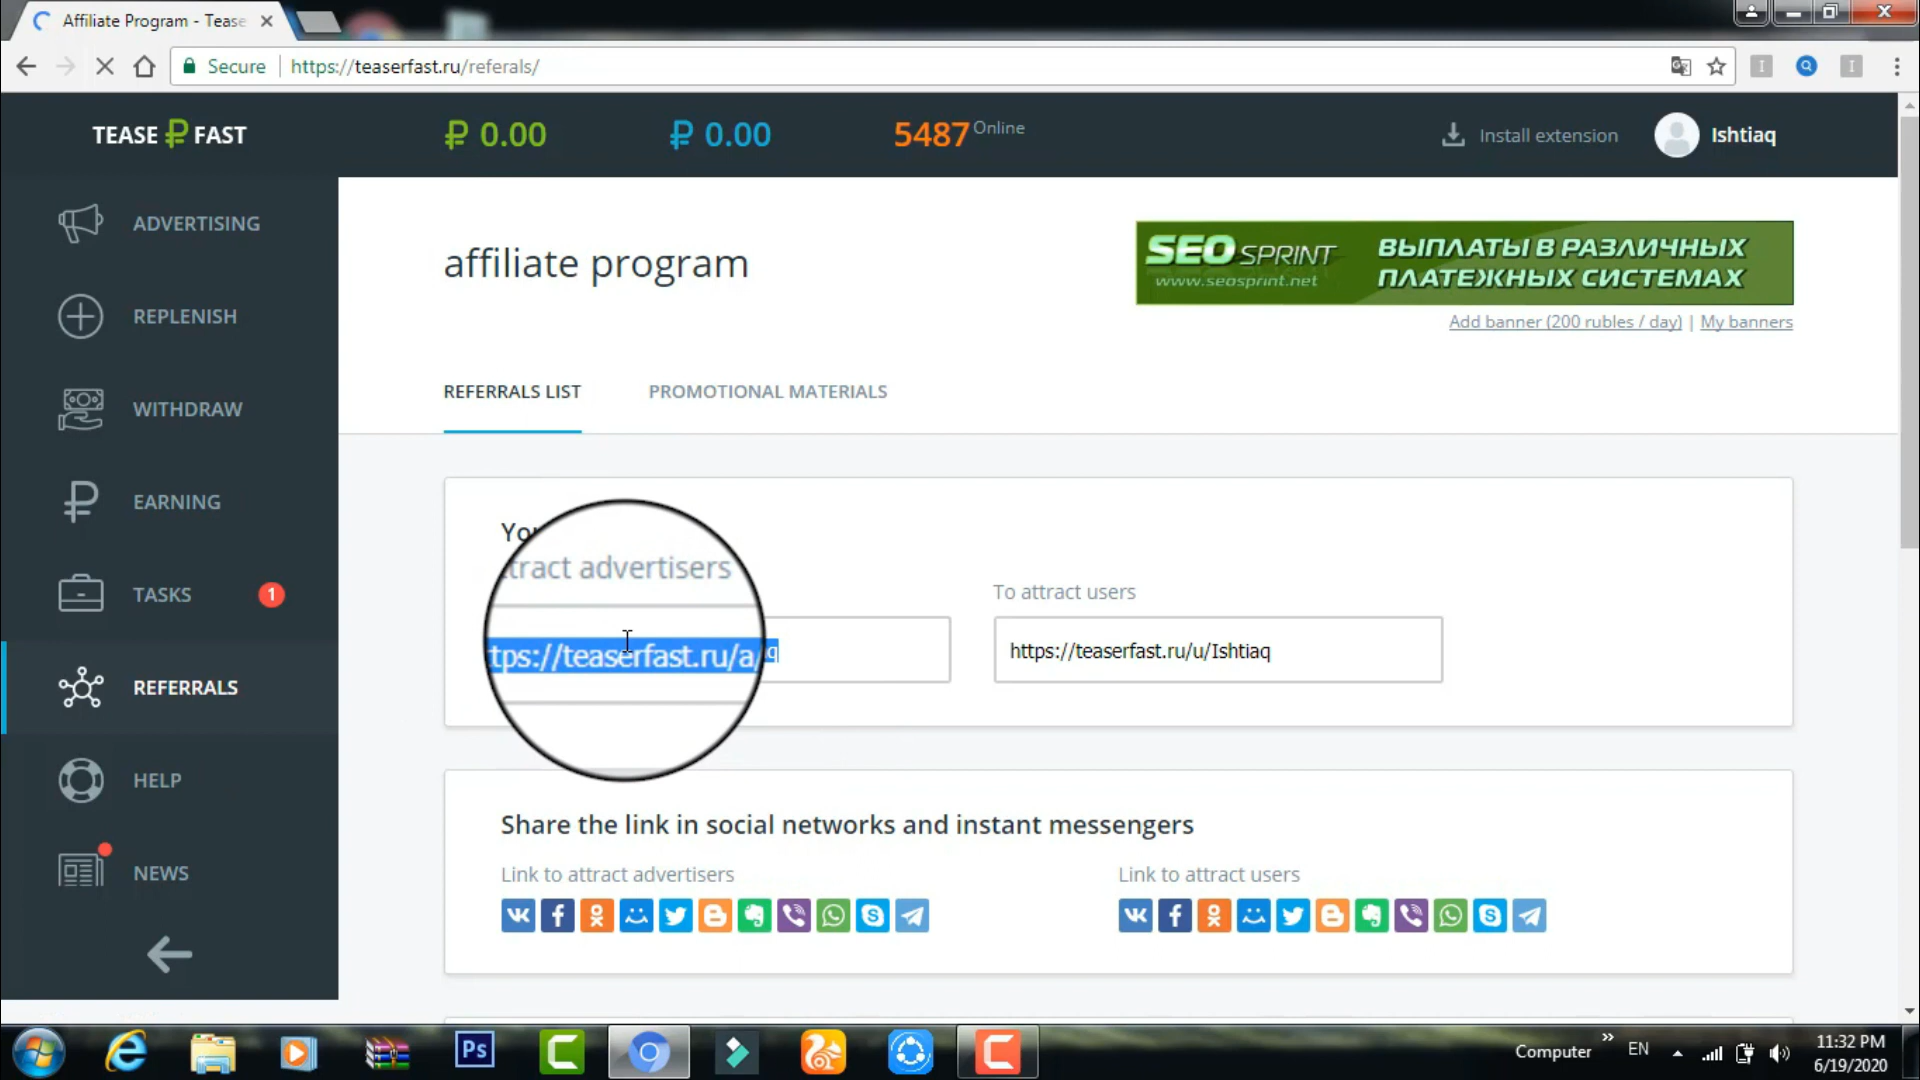 Affiliate Program - Tease
Secure
https://teaserfast.ru/referals/
TEASE ₽ FAST
₽ 0.00
₽ 0.00
5487 Online
Install extension
Ishtiaq
ADVERTISING
REPLENISH
WITHDRAW
EARNING
TASKS
1
REFERRALS
HELP
NEWS
affiliate program
SEO SPRINT
www.seosprint.net
ВЫПЛАТЫ В РАЗЛИЧНЫХ
ПЛАТЕЖНЫХ СИСТЕМАХ
Add banner (200 rubles / day) | My banners
REFERRALS LIST
PROMOTIONAL MATERIALS
attract advertisers
tps://teaserfast.ru/a/
q
To attract users
https://teaserfast.ru/u/Ishtiaq
Share the link in social networks and instant messengers
Link to attract advertisers
Link to attract users
Ps
Computer
»
EN
11:32 PM
6/19/2020